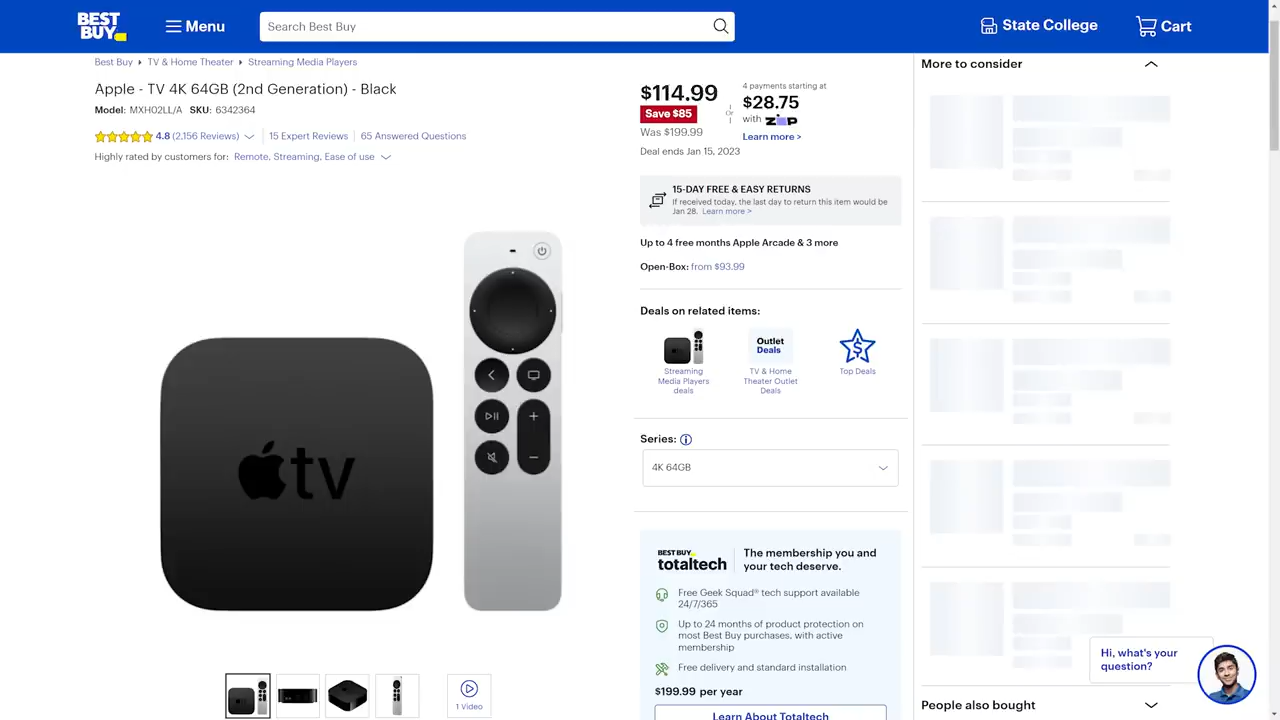 BEST BUY
Menu
Search Best Buy
State College
Cart
Best Buy
TV & Home Theater
Streaming Media Players
Apple - TV 4K 64GB (2nd Generation) - Black
Model: MXH02LL/A SKU: 6342364
4.8 (2,156 Reviews)
15 Expert Reviews
65 Answered Questions
Highly rated by customers for: Remote, Streaming, Ease of use
tv
1 Video
$114.99
Save $85
Was $199.99
Deal ends Jan 15, 2023
Or
4 payments starting at
$28.75
with ZIP
Learn more >
15-DAY FREE & EASY RETURNS
If received today, the last day to return this item would be
Jan 28. Learn more >
Up to 4 free months Apple Arcade & 3 more
Open-Box: from $93.99
Deals on related items:
Streaming
Media Players
deals
Outlet
Deals
TV & Home
Theater Outlet
Deals
Top Deals
Series:
4K 64GB
BEST BUY
totaltech
The membership you and
your tech deserve.
Free Geek Squad® tech support available
24/7/365
Up to 24 months of product protection on
most Best Buy purchases, with active
membership
Free delivery and standard installation
$199.99 per year
Learn About Totaltech
More to consider
Hi, what's your
question?
People also bought